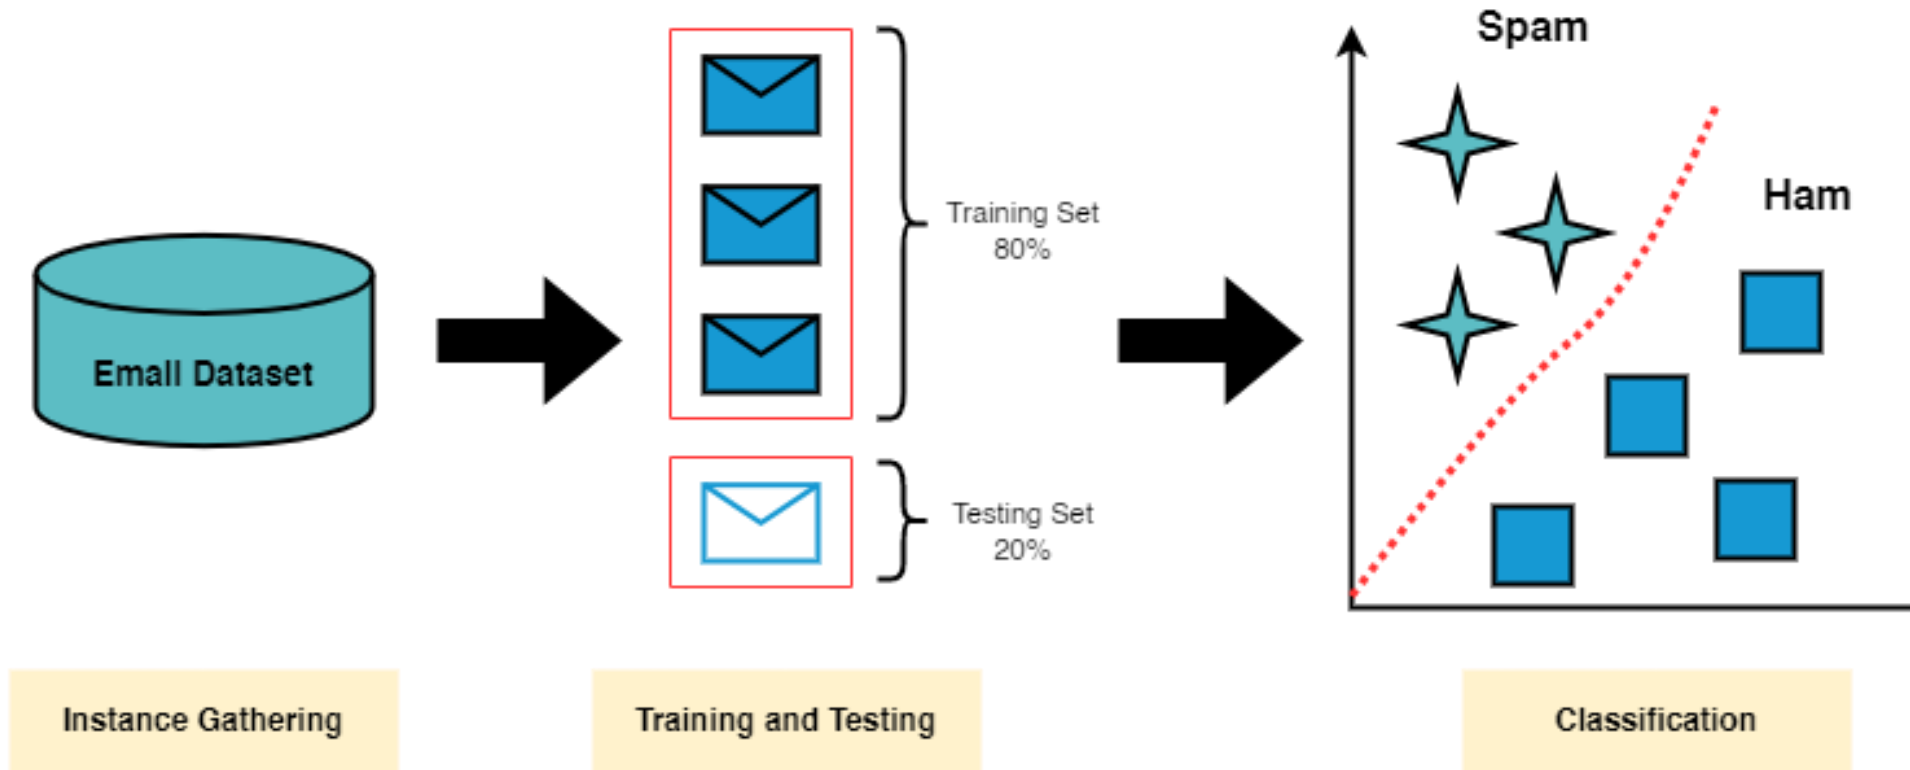 Email Dataset
Training Set
80%
Testing Set
20%
Spam
Ham
Instance Gathering
Training and Testing
Classification